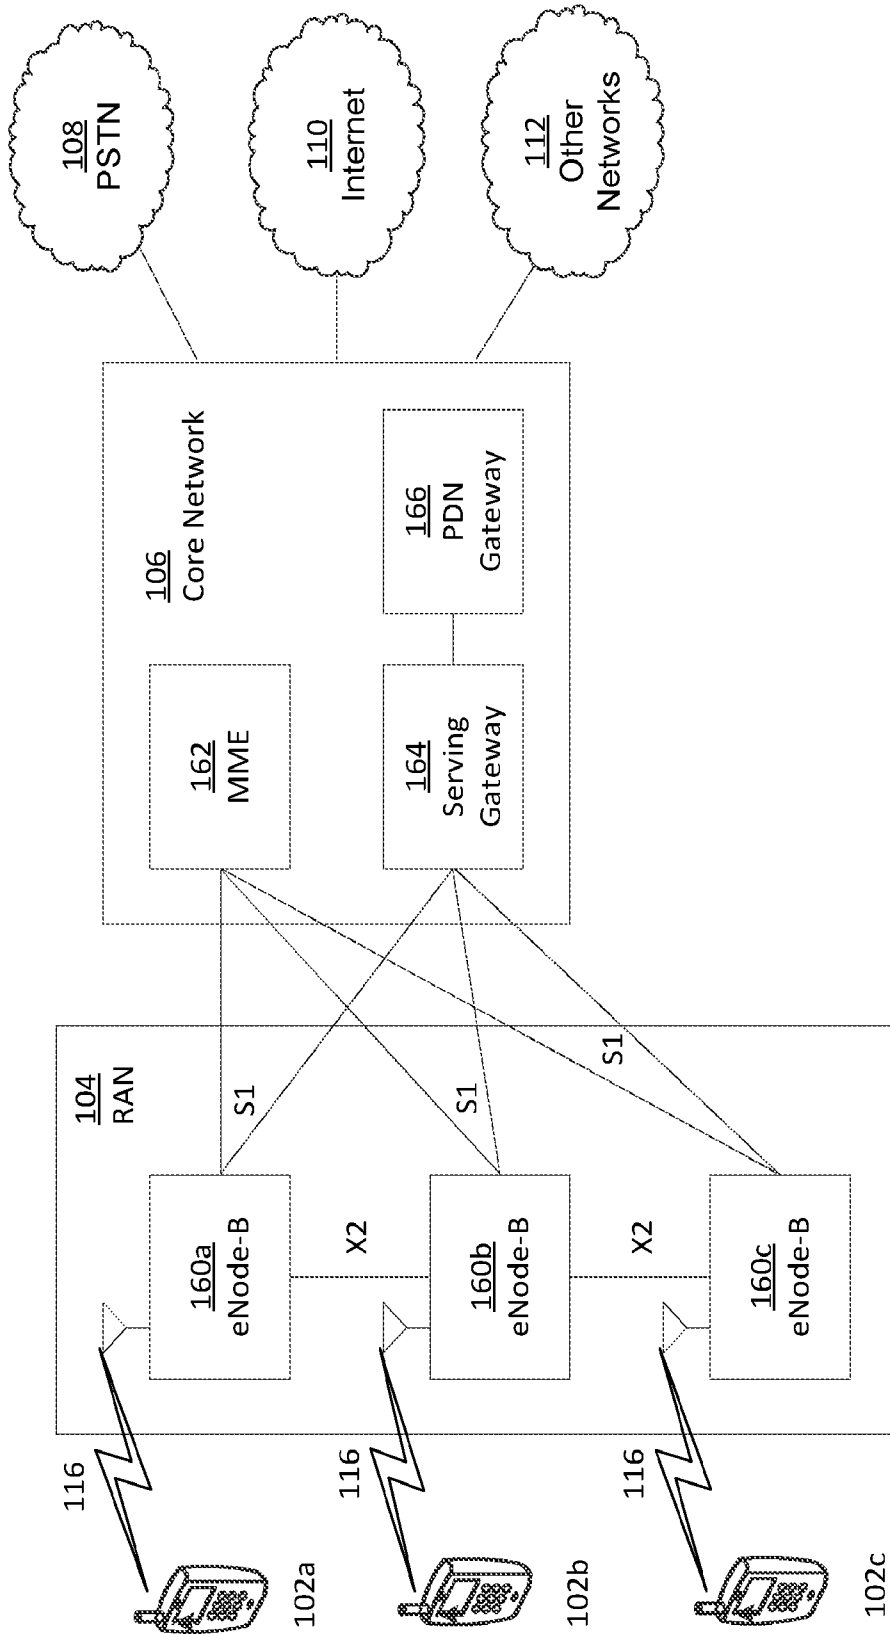 104
RAN
106
Core Network
108
PSTN
116
160a
eNode-B
S1
162
MME
102a
X2
110
Internet
116
160b
eNode-B
S1
164
Serving
Gateway
166
PDN
Gateway
102b
X2
112
Other
Networks
S1
116
160c
eNode-B
102c